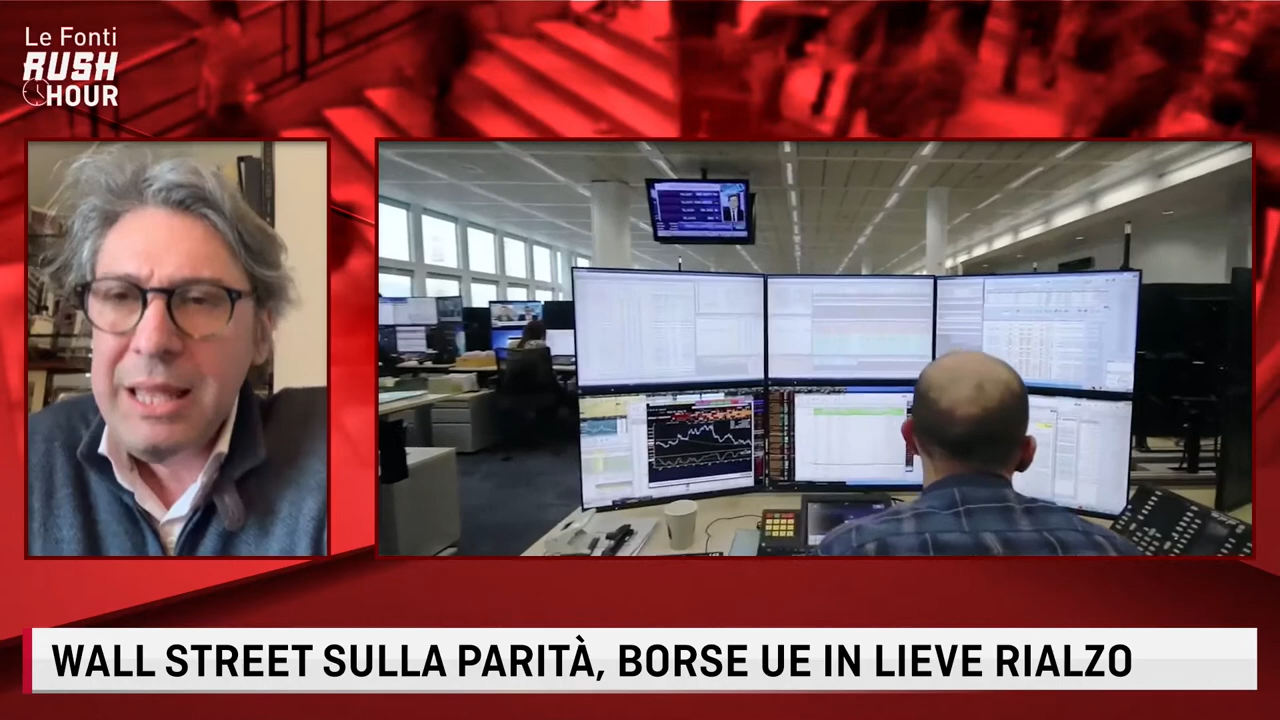 Le Fonti
RUSH
HOUR
WALL STREET SULLA PARITÀ, BORSE UE IN LIEVE RIALZO